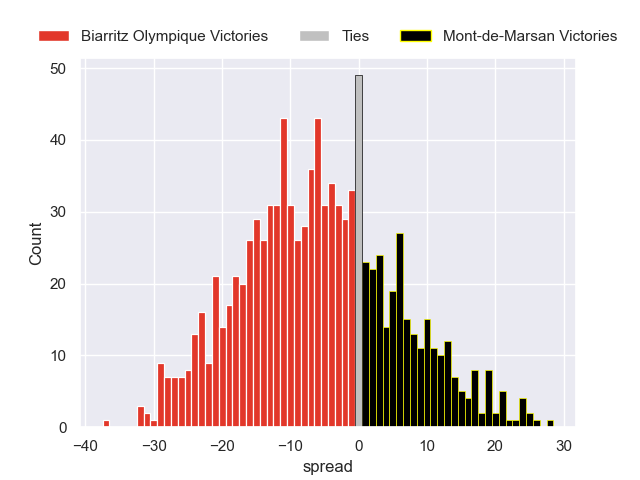 Biarritz Olympique Victories Ties Mont-de-Marsan Victories
50
40
30
20
10
0
Count
−40 −30 −20 −10 0 10 20 30
spread